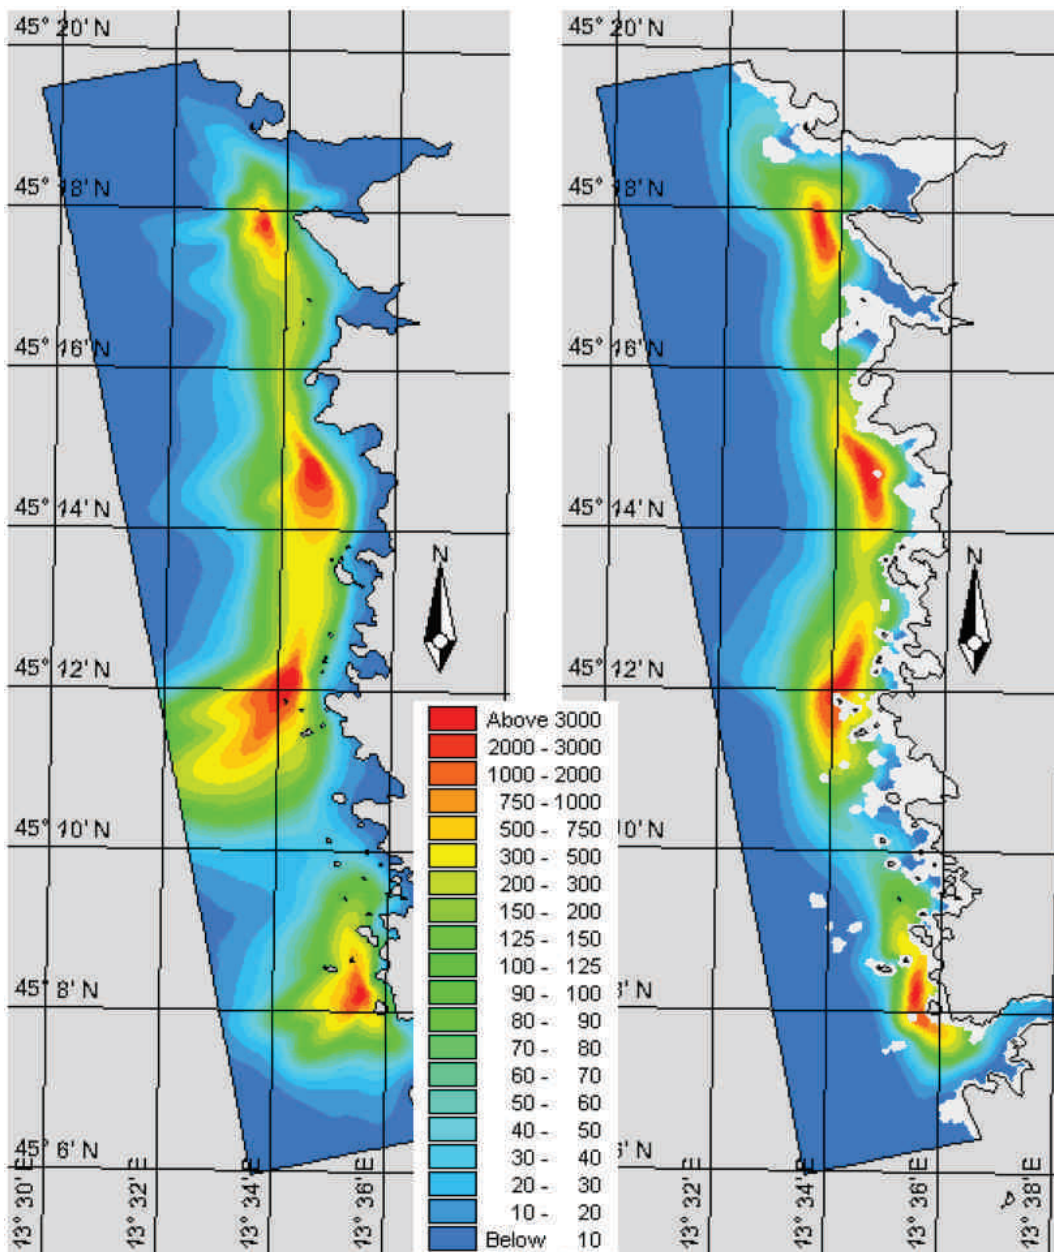 45° 20' N
45° 20' N
45° 18' N
45° 18' N
45° 16' N
45° 16' N
45° 14' N
45° 14' N
N
N
45° 12' N
45° 12' N
Above 3000
2000 - 3000
1000 - 2000
750 - 1000
500 - 750
300 - 500
200 - 300
150 - 200
125 - 150
100 - 125
90 - 100
80 - 90
70 - 80
60 - 70
50 - 60
40 - 50
30 - 40
20 - 30
10 - 20
Below 10
45° 10' N
10' N
45° 8' N
8' N
45° 6' N
6' N
13° 30' E
13° 32' E
13° 34' E
13° 36' E
13° 32' E
13° 34' E
13° 36' E
13° 38' E